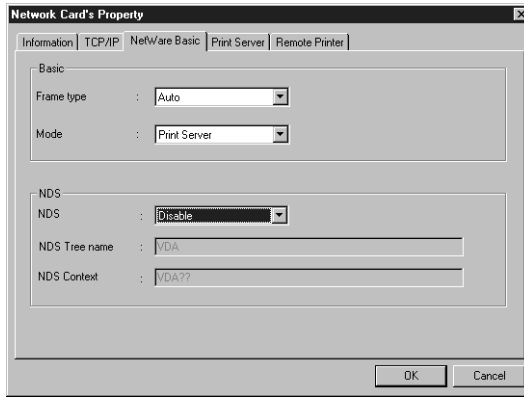 Network Card's Property
Information TCP/IP NetWare Basic Print Server Remote Printer
Basic
Frame type : Auto
Mode : Print Server
NDS
NDS : Disable
NDS Tree name : VDA
NDS Context : VDA??
OK Cancel